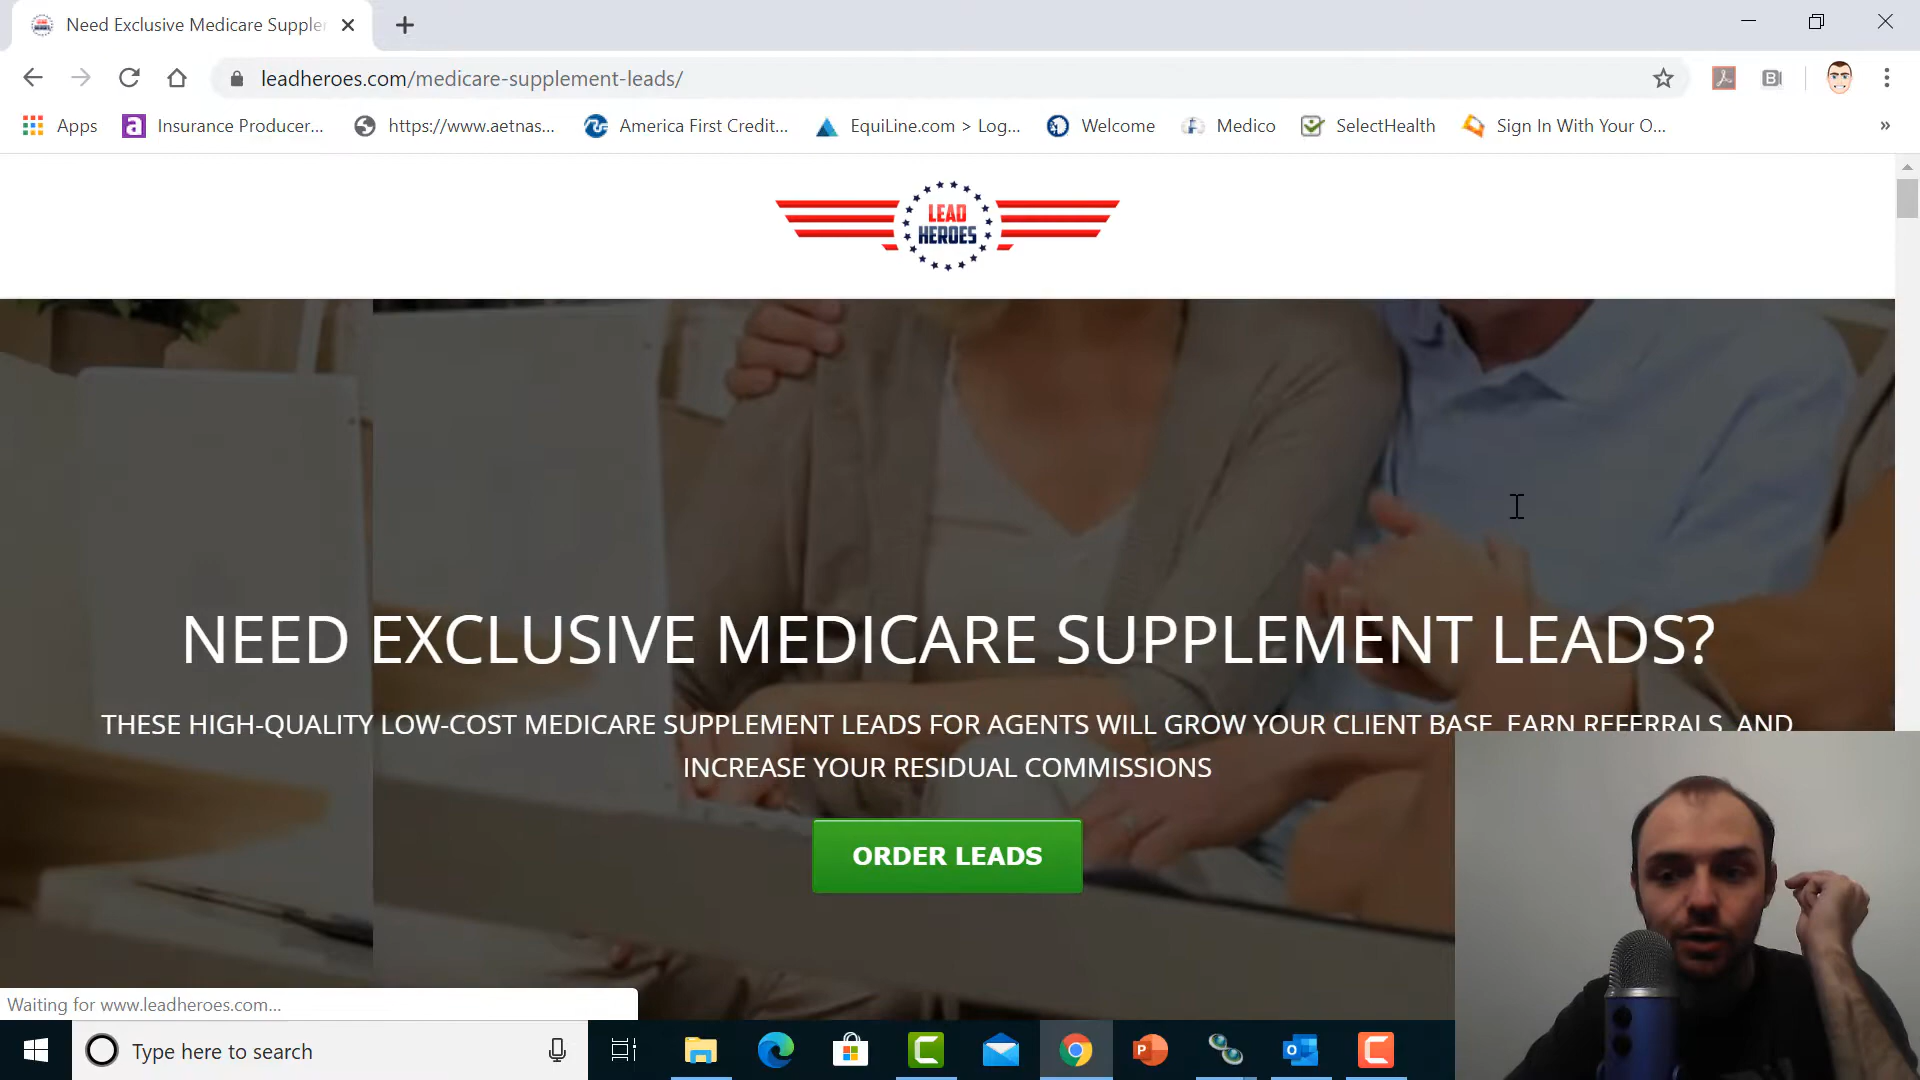 Need Exclusive Medicare Suppler
leadheroes.com/medicare-supplement-leads/
Apps
Insurance Producer...
https://www.aetnas...
America First Credit...
EquiLine.com > Log...
Welcome
Medico
SelectHealth
Sign In With Your O...
»
LEAD
HEROES
NEED EXCLUSIVE MEDICARE SUPPLEMENT LEADS?
THESE HIGH-QUALITY LOW-COST MEDICARE SUPPLEMENT LEADS FOR AGENTS WILL GROW YOUR CLIENT BASE, EARN REFERRALS, AND
INCREASE YOUR RESIDUAL COMMISSIONS
ORDER LEADS
Waiting for www.leadheroes.com...
Type here to search